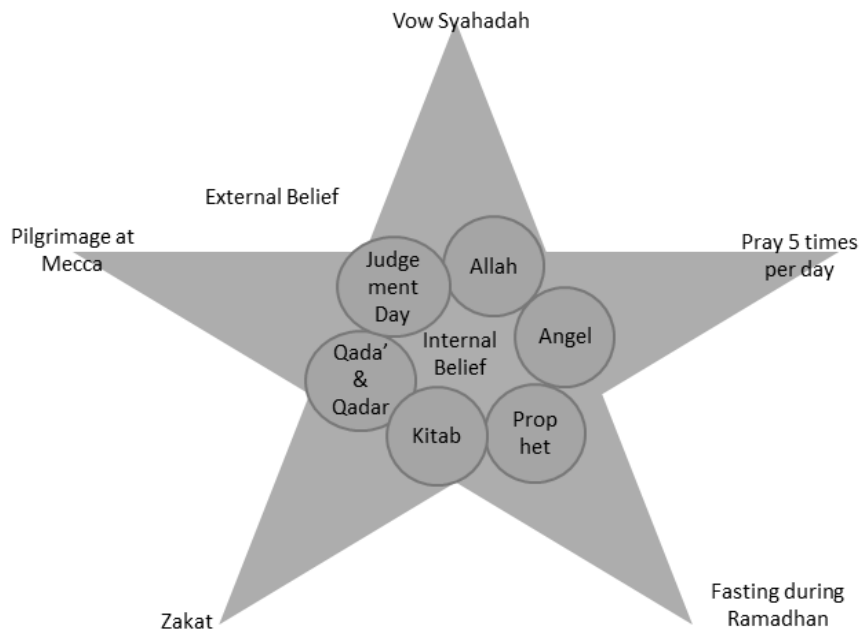 Vow Syahadah
External Belief
Pilgrimage at
Mecca
Pray 5 times
per day
Judge
ment
Day
Allah
Angel
Internal
Belief
Qada’
&
Qadar
Kitab
Prop
het
Zakat
Fasting during
Ramadhan